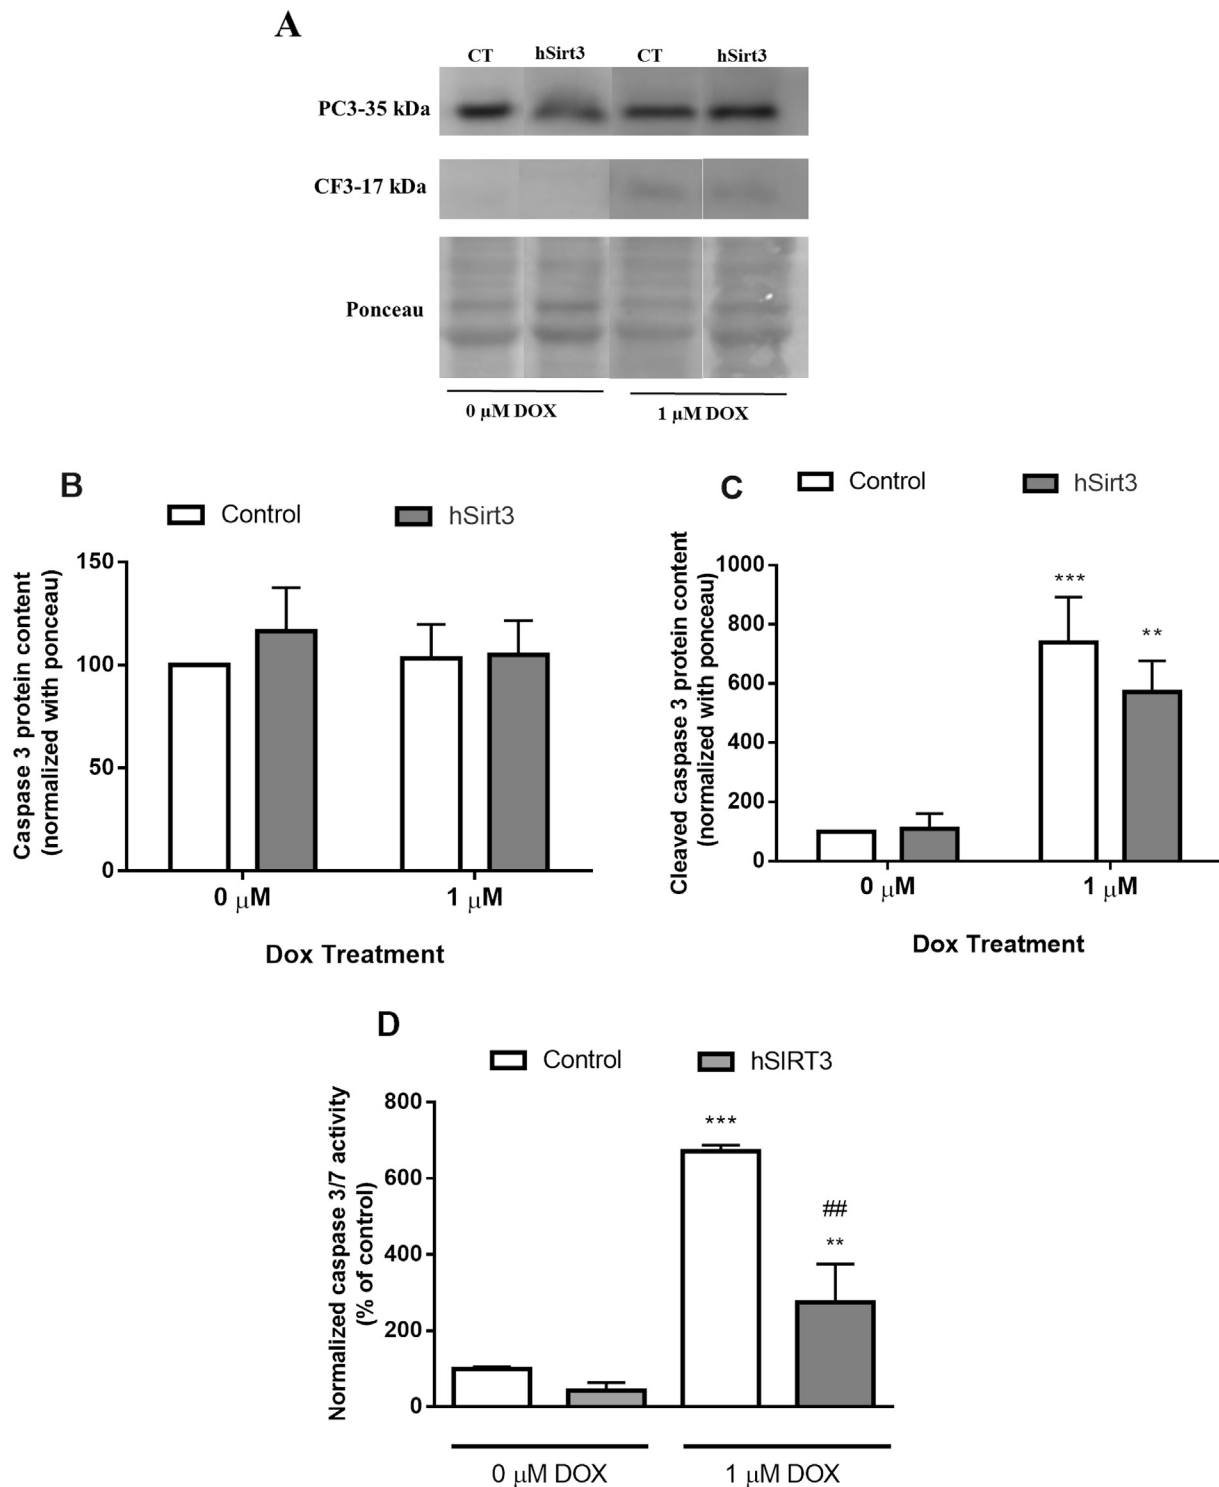 A
CT hSirt3 CT hSirt3
PC3-35 kDa
CF3-17 kDa
Ponceau
0 µM DOX 1 µM DOX
B
Control hSirt3
Caspase 3 protein content
(normalized with ponceau)
150
100
50
0
0 µM 1 µM
Dox Treatment
C
Control hSirt3
Cleaved caspase 3 protein content
(normalized with ponceau)
1000
800
600
400
200
0
***
**
0 µM 1 µM
Dox Treatment
D
Control hSIRT3
Normalized caspase 3/7 activity
(% of control)
800
600
400
200
0
***
##
**
0 µM DOX 1 µM DOX